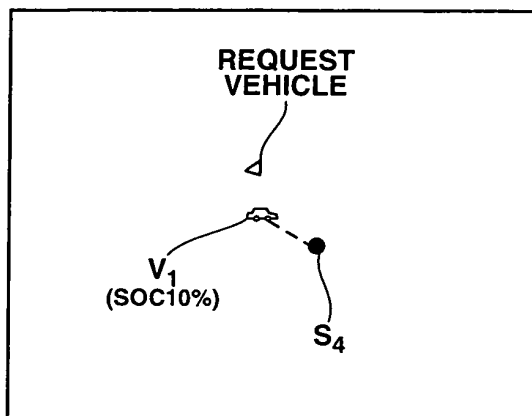 REQUEST
VEHICLE
V₁
(SOC10%)
S₄